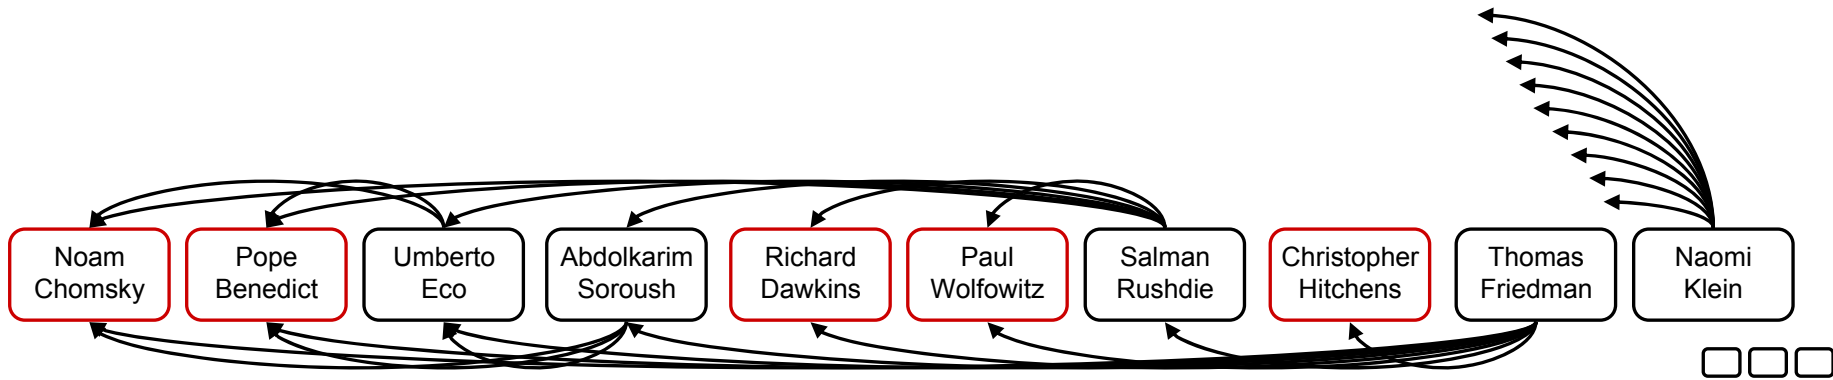 Noam
Chomsky
Pope
Benedict
Umberto
Eco
Abdolkarim
Soroush
Richard
Dawkins
Paul
Wolfowitz
Salman
Rushdie
Christopher
Hitchens
Thomas
Friedman
Naomi
Klein